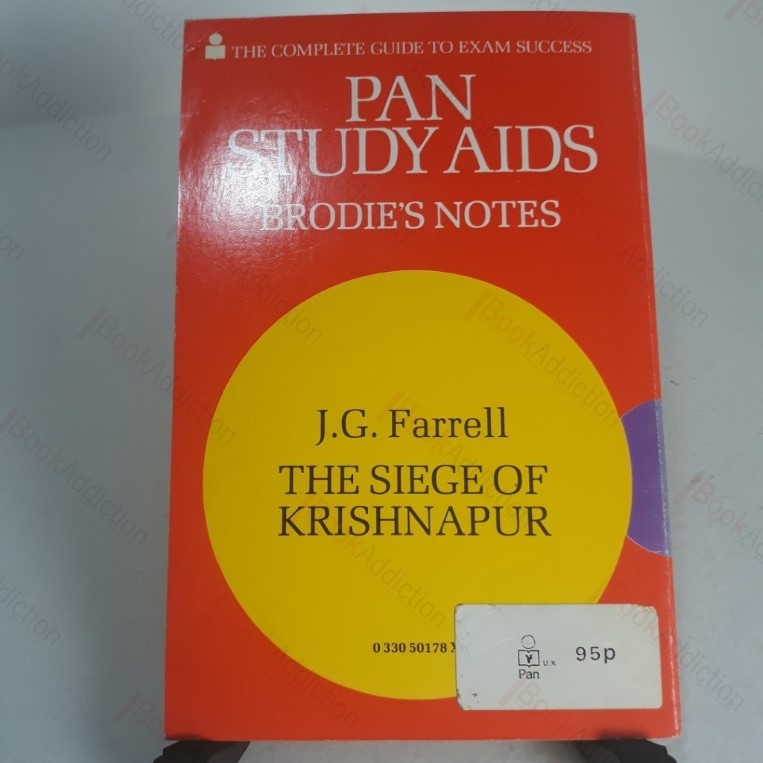 THE COMPLETE GUIDE TO EXAM SUCCESS
PAN
STUDY AIDS
BRODIE'S NOTES
J.G. Farrell
THE SIEGE OF
KRISHNAPUR
0 330 50178 X
U.K
95p
Pan
BookAddiction